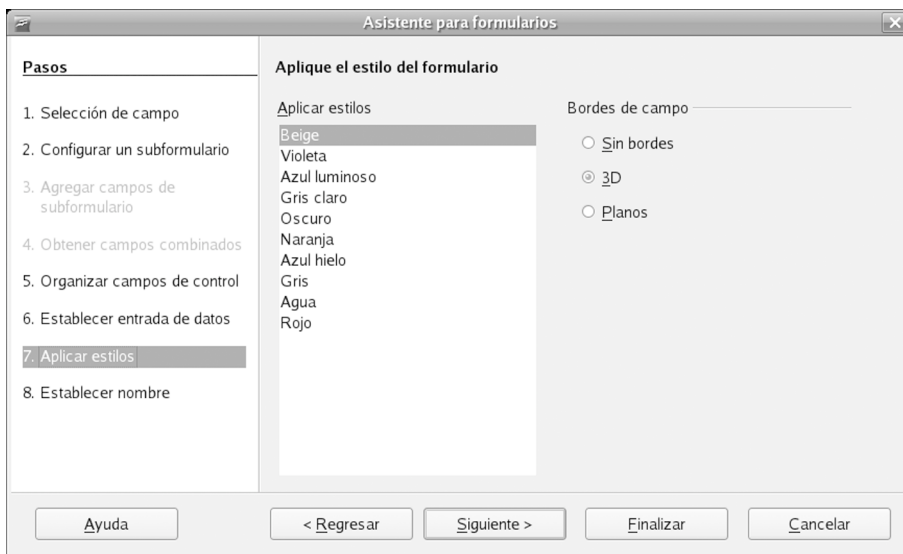 Asistente para formularios
Pasos
1. Selección de campo
2. Configurar un subformulario
3. Agregar campos de
subformulario
4. Obtener campos combinados
5. Organizar campos de control
6. Establecer entrada de datos
7. Aplicar estilos
8. Establecer nombre
Aplique el estilo del formulario
Aplicar estilos
Beige
Violeta
Azul luminoso
Gris claro
Oscuro
Naranja
Azul hielo
Gris
Agua
Rojo
Bordes de campo
Sin bordes
3D
Planos
Ayuda
< Regresar
Siguiente >
Finalizar
Cancelar